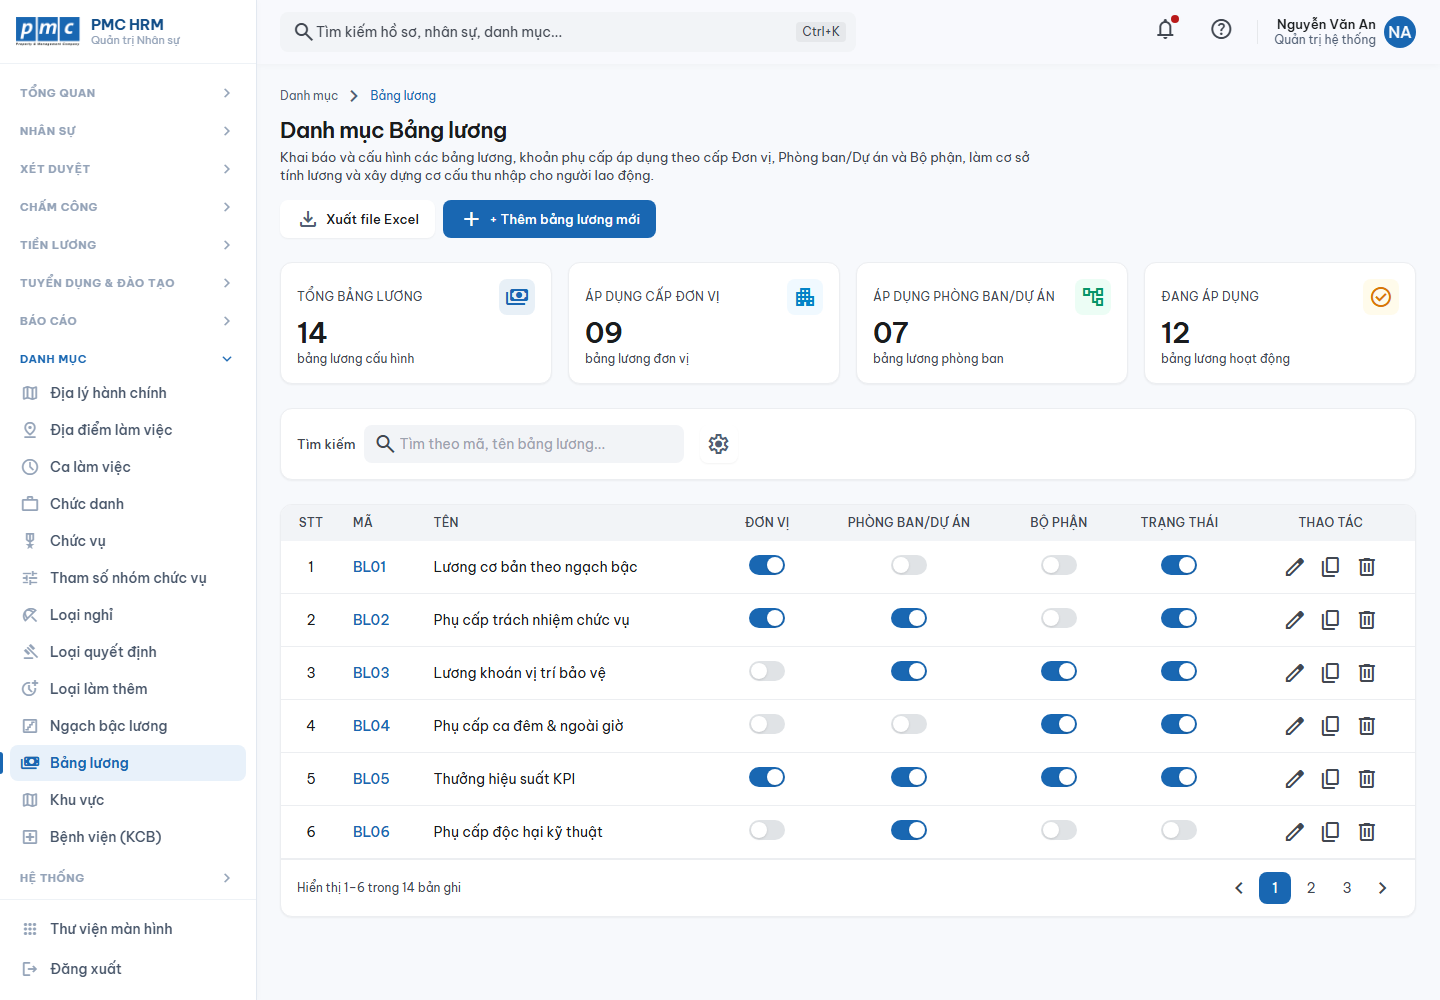 pmc
PMC HRM
Quản trị Nhân sự
Tìm kiếm hồ sơ, nhân sự, danh mục...
Ctrl+K
Nguyễn Văn An
Quản trị hệ thống
NA
TỔNG QUAN
NHÂN SỰ
XÉT DUYỆT
CHẤM CÔNG
TIỀN LƯƠNG
TUYỂN DỤNG & ĐÀO TẠO
BÁO CÁO
DANH MỤC
Địa lý hành chính
Địa điểm làm việc
Ca làm việc
Chức danh
Chức vụ
Tham số nhóm chức vụ
Loại nghỉ
Loại quyết định
Loại làm thêm
Ngạch bậc lương
Bảng lương
Khu vực
Bệnh viện (KCB)
HỆ THỐNG
Thư viện màn hình
Đăng xuất
Danh mục
Bảng lương
Danh mục Bảng lương
Khai báo và cấu hình các bảng lương, khoản phụ cấp áp dụng theo cấp Đơn vị, Phòng ban/Dự án và Bộ phận, làm cơ sở
tính lương và xây dựng cơ cấu thu nhập cho người lao động.
Xuất file Excel
+ Thêm bảng lương mới
TỔNG BẢNG LƯƠNG
14
bảng lương cấu hình
ÁP DỤNG CẤP ĐƠN VỊ
09
bảng lương đơn vị
ÁP DỤNG PHÒNG BAN/DỰ ÁN
07
bảng lương phòng ban
ĐANG ÁP DỤNG
12
bảng lương hoạt động
Tìm kiếm
Tìm theo mã, tên bảng lương...
STT MÃ TÊN ĐƠN VỊ PHÒNG BAN/DỰ ÁN BỘ PHẬN TRẠNG THÁI THAO TÁC
1 BL01 Lương cơ bản theo ngạch bậc
2 BL02 Phụ cấp trách nhiệm chức vụ
3 BL03 Lương khoán vị trí bảo vệ
4 BL04 Phụ cấp ca đêm & ngoài giờ
5 BL05 Thưởng hiệu suất KPI
6 BL06 Phụ cấp độc hại kỹ thuật
Hiển thị 1–6 trong 14 bản ghi
1 2 3